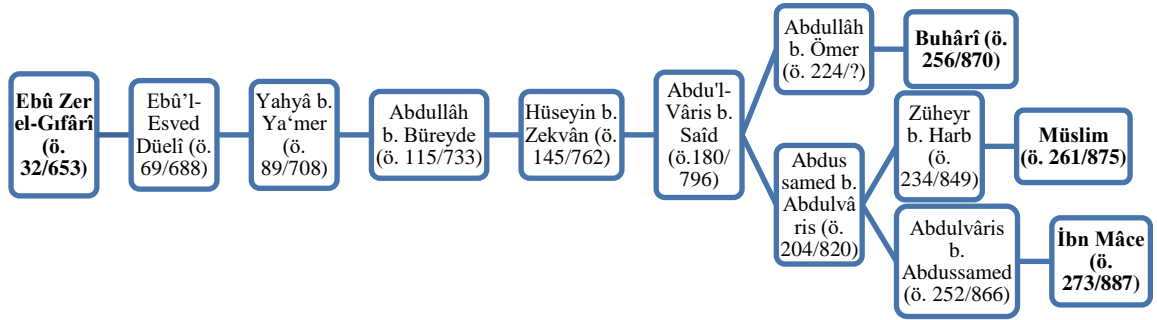 Ebû Zer
el-Gıfârî
(ö.
32/653)
Ebû’l-
Esved
Düelî (ö.
69/688)
Yahyâ b.
Ya‘mer
(ö.
89/708)
Abdullâh
b. Büreyde
(ö. 115/733)
Hüseyin b.
Zekvân (ö.
145/762)
Abdu'l-
Vâris b.
Saîd
(ö.180/
796)
Abdullâh
b. Ömer
(ö. 224/?)
Buhârî (ö.
256/870)
Abdus
samed b.
Abdulvâ
ris (ö.
204/820)
Züheyr
b. Harb
(ö.
234/849)
Müslim
(ö. 261/875)
Abdulvâris
b.
Abdussamed
(ö. 252/866)
İbn Mâce
(ö.
273/887)